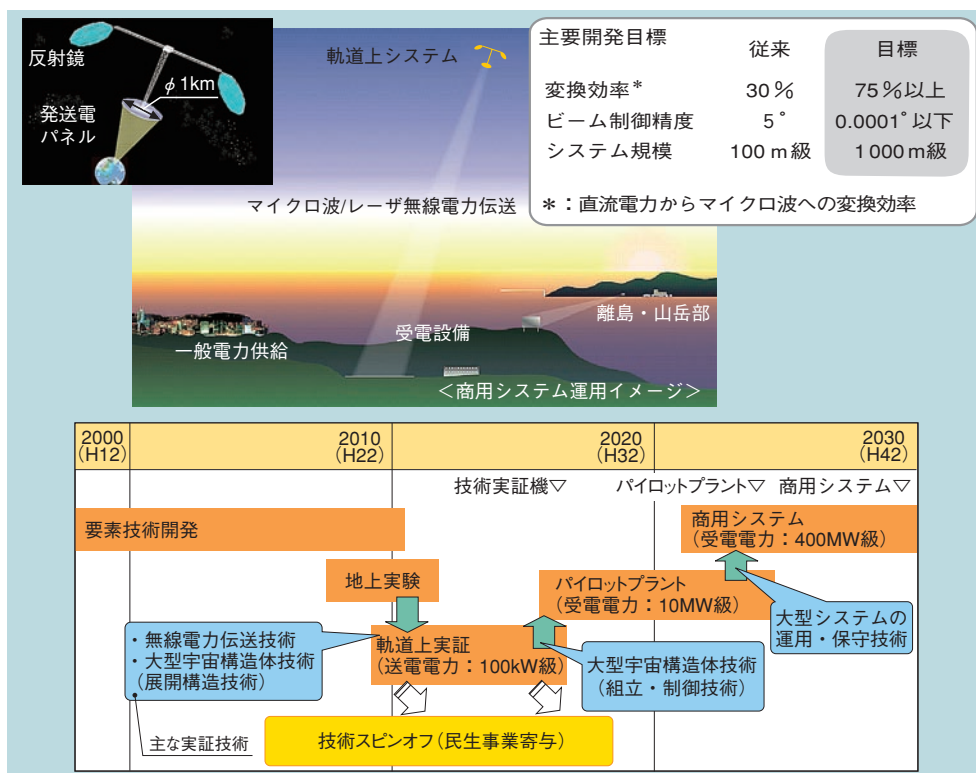 反射鏡
φ1km
発送電
パネル
軌道上システム
マイクロ波/レーザ無線電力伝送
離島・山岳部
受電設備
一般電力供給
<商用システム運用イメージ>
主要開発目標 従来 目標
変換効率* 30% 75%以上
ビーム制御精度 5° 0.0001°以下
システム規模 100m級 1000m級
*:直流電力からマイクロ波への変換効率
2000 2010 2020 2030
(H12) (H22) (H32) (H42)
技術実証機▽ パイロットプラント▽ 商用システム▽
要素技術開発
商用システム
(受電電力:400MW級)
地上実験
パイロットプラント
(受電電力:10MW級)
大型システムの
運用・保守技術
・無線電力伝送技術
・大型宇宙構造体技術
(展開構造技術)
軌道上実証
(送電電力:100kW級)
大型宇宙構造体技術
(組立・制御技術)
主な実証技術
技術スピンオフ(民生事業寄与)